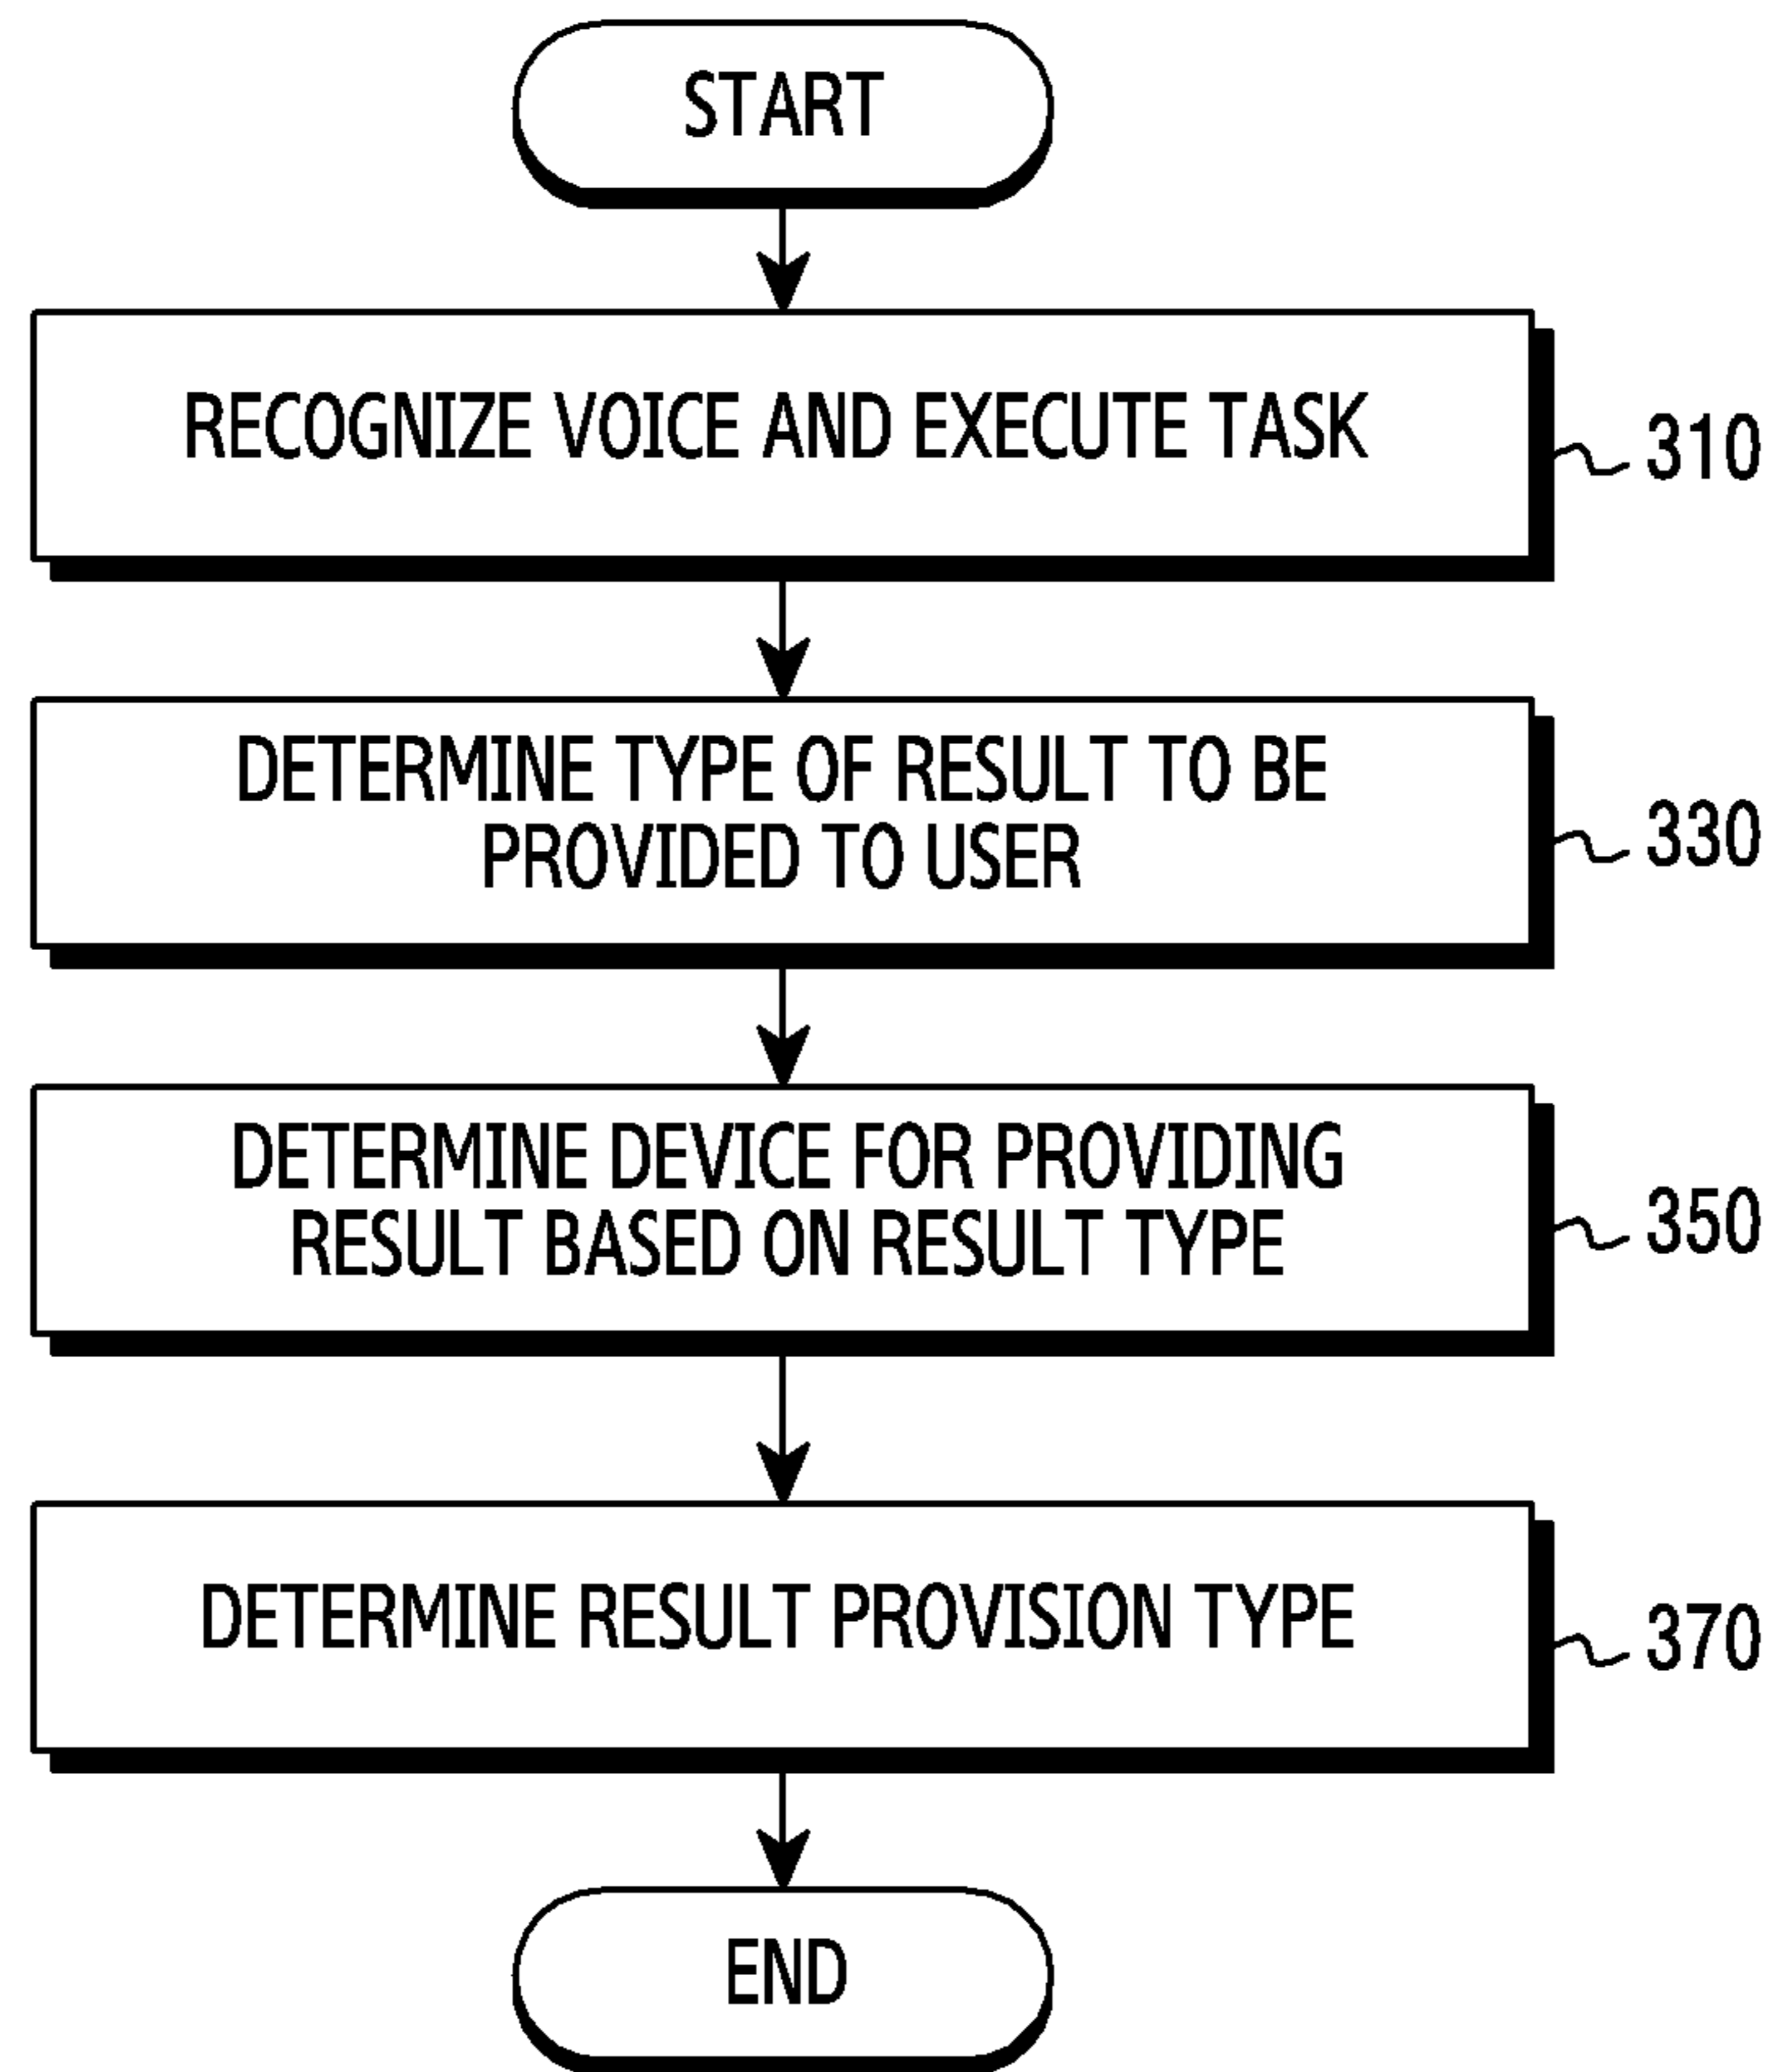 START
RECOGNIZE VOICE AND EXECUTE TASK
310
DETERMINE TYPE OF RESULT TO BE
PROVIDED TO USER
330
DETERMINE DEVICE FOR PROVIDING
RESULT BASED ON RESULT TYPE
350
DETERMINE RESULT PROVISION TYPE
370
END